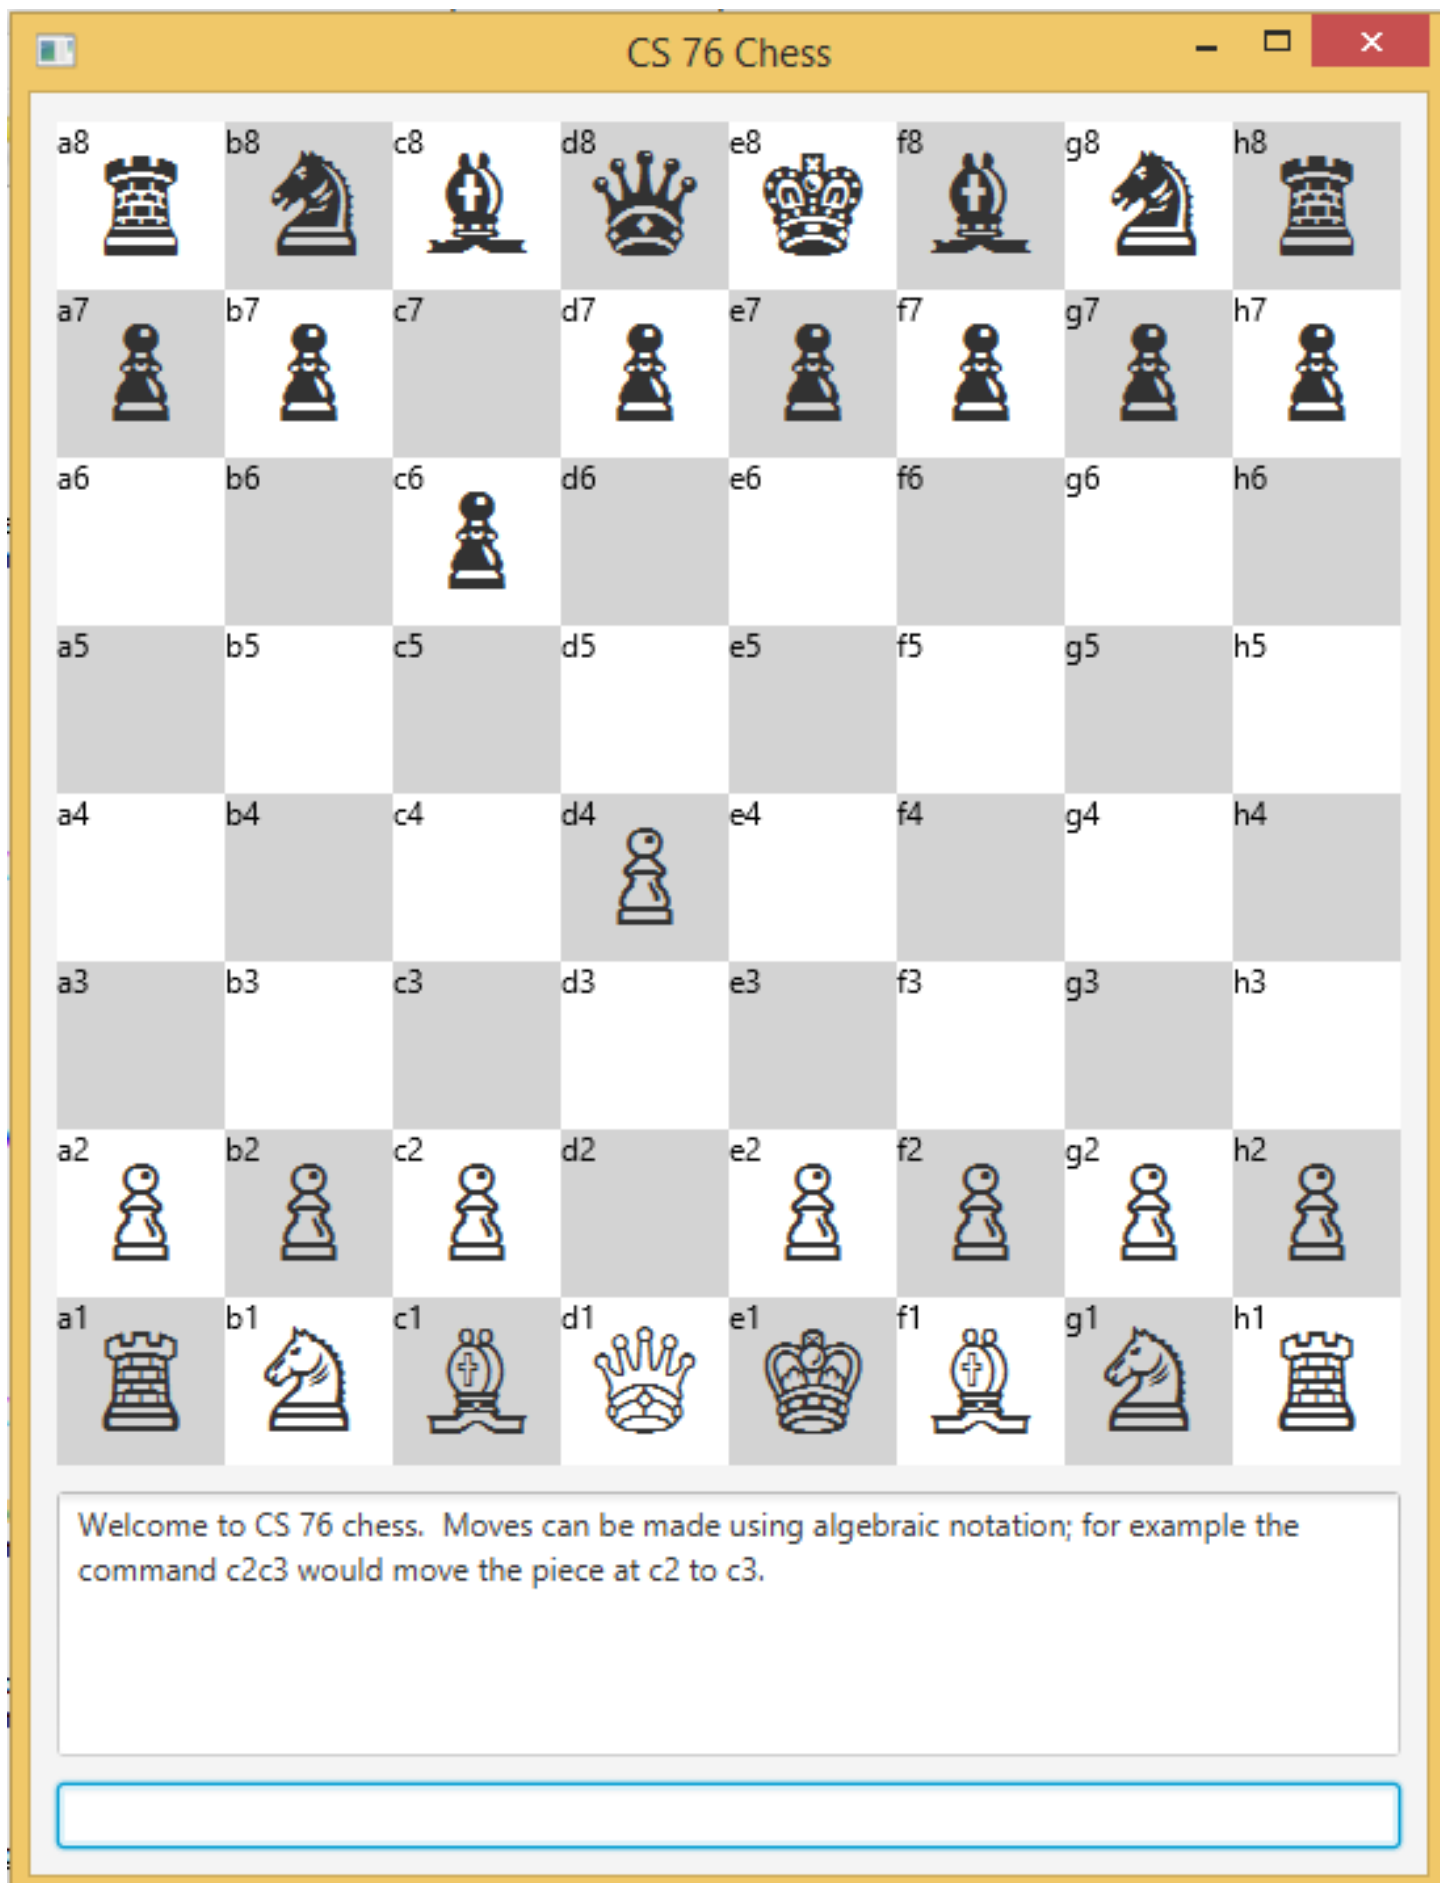 CS 76 Chess
a8 b8 c8 d8 e8 f8 g8 h8
a7 b7 c7 d7 e7 f7 g7 h7
a6 b6 c6 d6 e6 f6 g6 h6
a5 b5 c5 d5 e5 f5 g5 h5
a4 b4 c4 d4 e4 f4 g4 h4
a3 b3 c3 d3 e3 f3 g3 h3
a2 b2 c2 d2 e2 f2 g2 h2
a1 b1 c1 d1 e1 f1 g1 h1
Welcome to CS 76 chess.  Moves can be made using algebraic notation; for example the
command c2c3 would move the piece at c2 to c3.